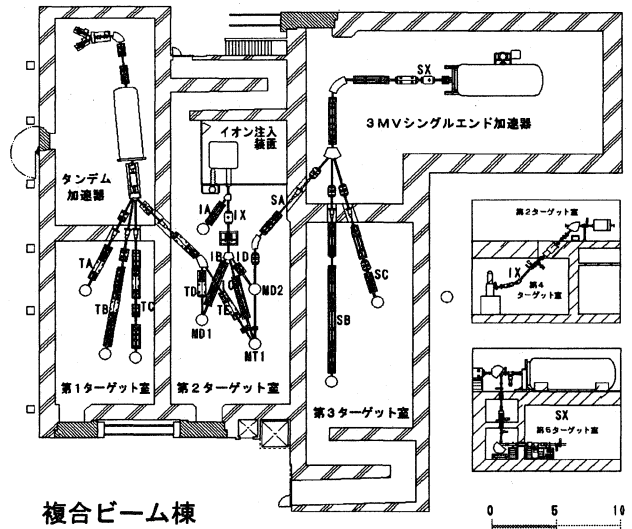 SX
3MVシングルエンド加速器
イオン注入
装置
タンデム
加速器
SA
IA
IX
第2ターゲット室
IX
第4
ターゲット室
TA
TB
TC
IB
ID
TD
IC
TE
MD2
MD1
MT1
SB
SC
第1ターゲット室
第2ターゲット室
第3ターゲット室
SX
第5ターゲット室
複合ビーム棟
0 5 10